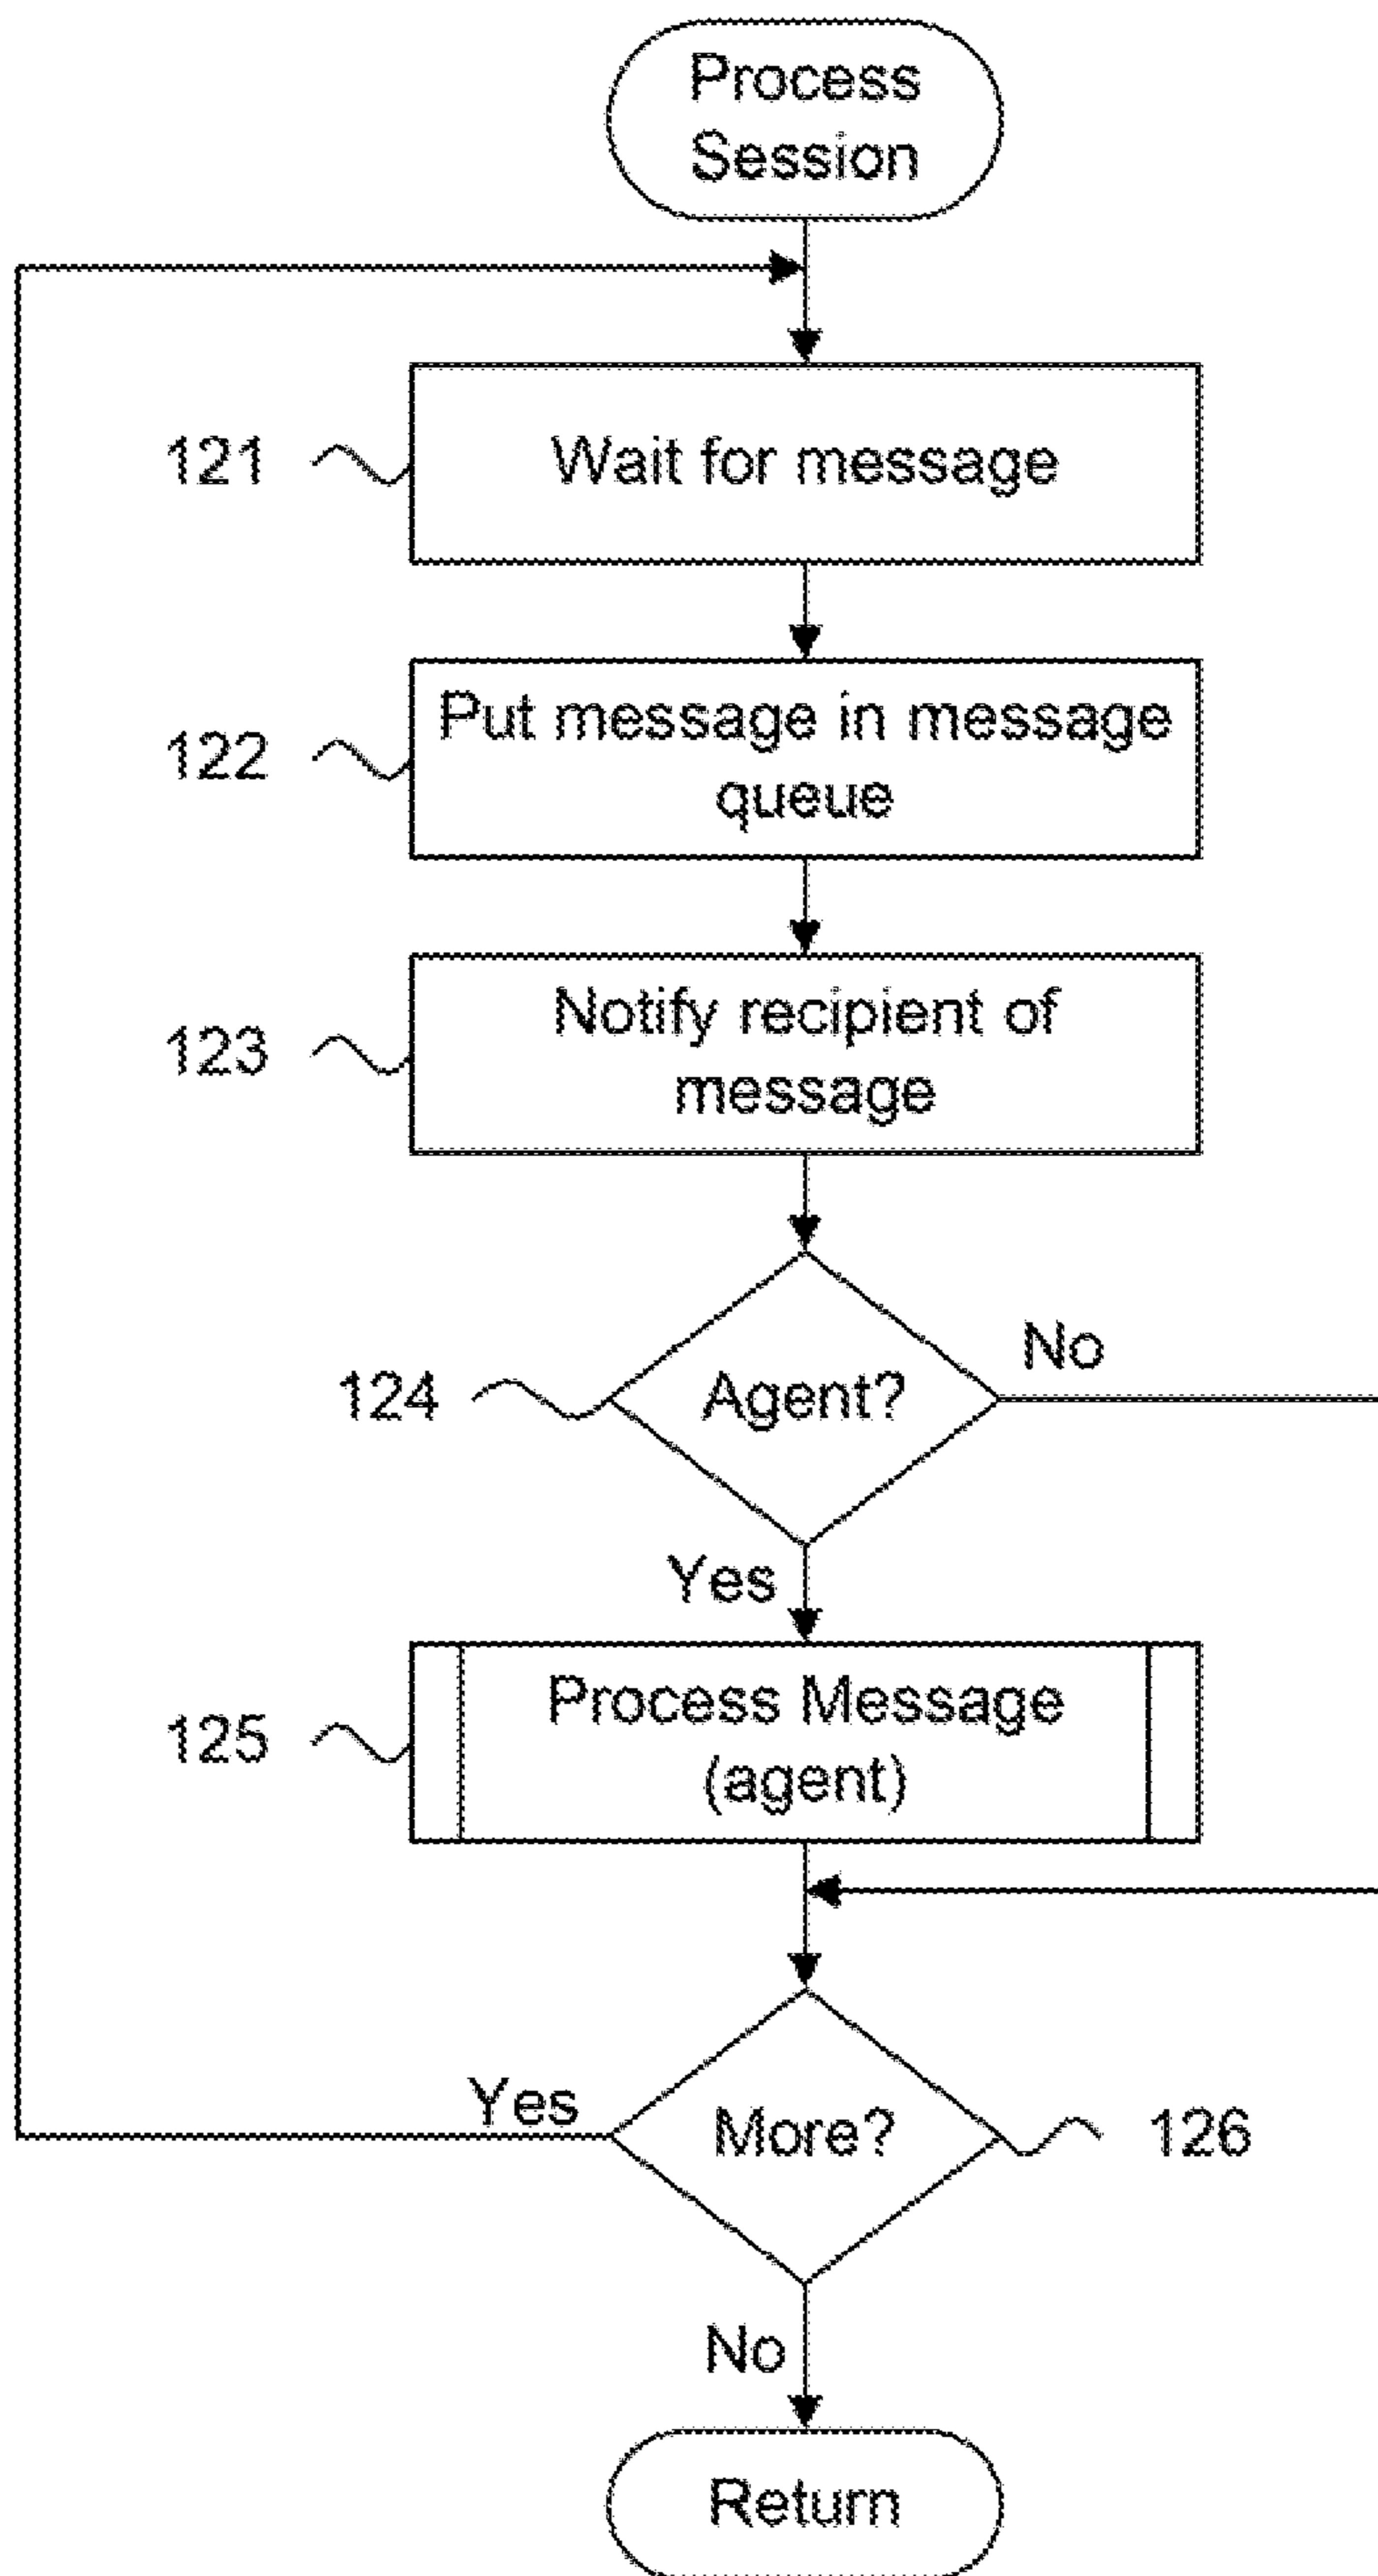 Process
Session
121
Wait for message
122
Put message in message
queue
123
Notify recipient of
message
124
Agent?
No
Yes
125
Process Message
(agent)
Yes
More?
126
No
Return